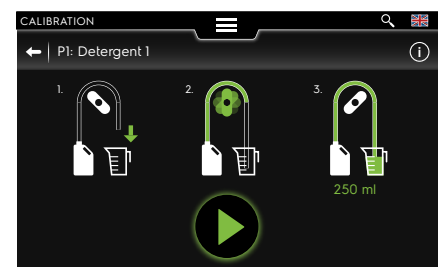 CALIBRATION
P1: Detergent 1
1.
2.
3.
250 ml